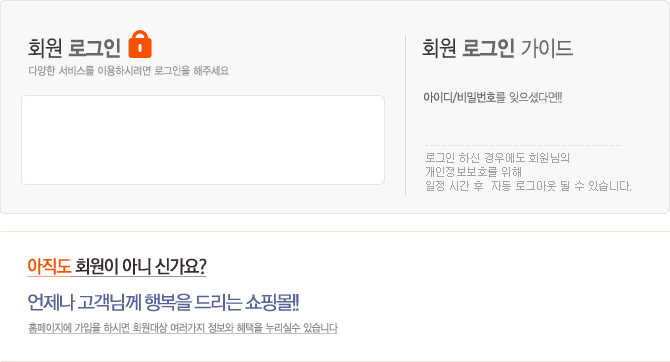 회원 로그인
다양한 서비스를 이용하시려면 로그인을 해주세요
회원 로그인 가이드
아이디/비밀번호를 잊으셨다면!!
로그인 하신 경우에도 회원님의
개인정보보호를 위해
일정 시간 후 자동 로그아웃 될 수 있습니다.
아직도 회원이 아니 신가요?
언제나 고객님께 행복을 드리는 쇼핑몰!!
홈페이지에 가입을 하시면 회원대상 여러가지 정보와 혜택을 누리실수 있습니다